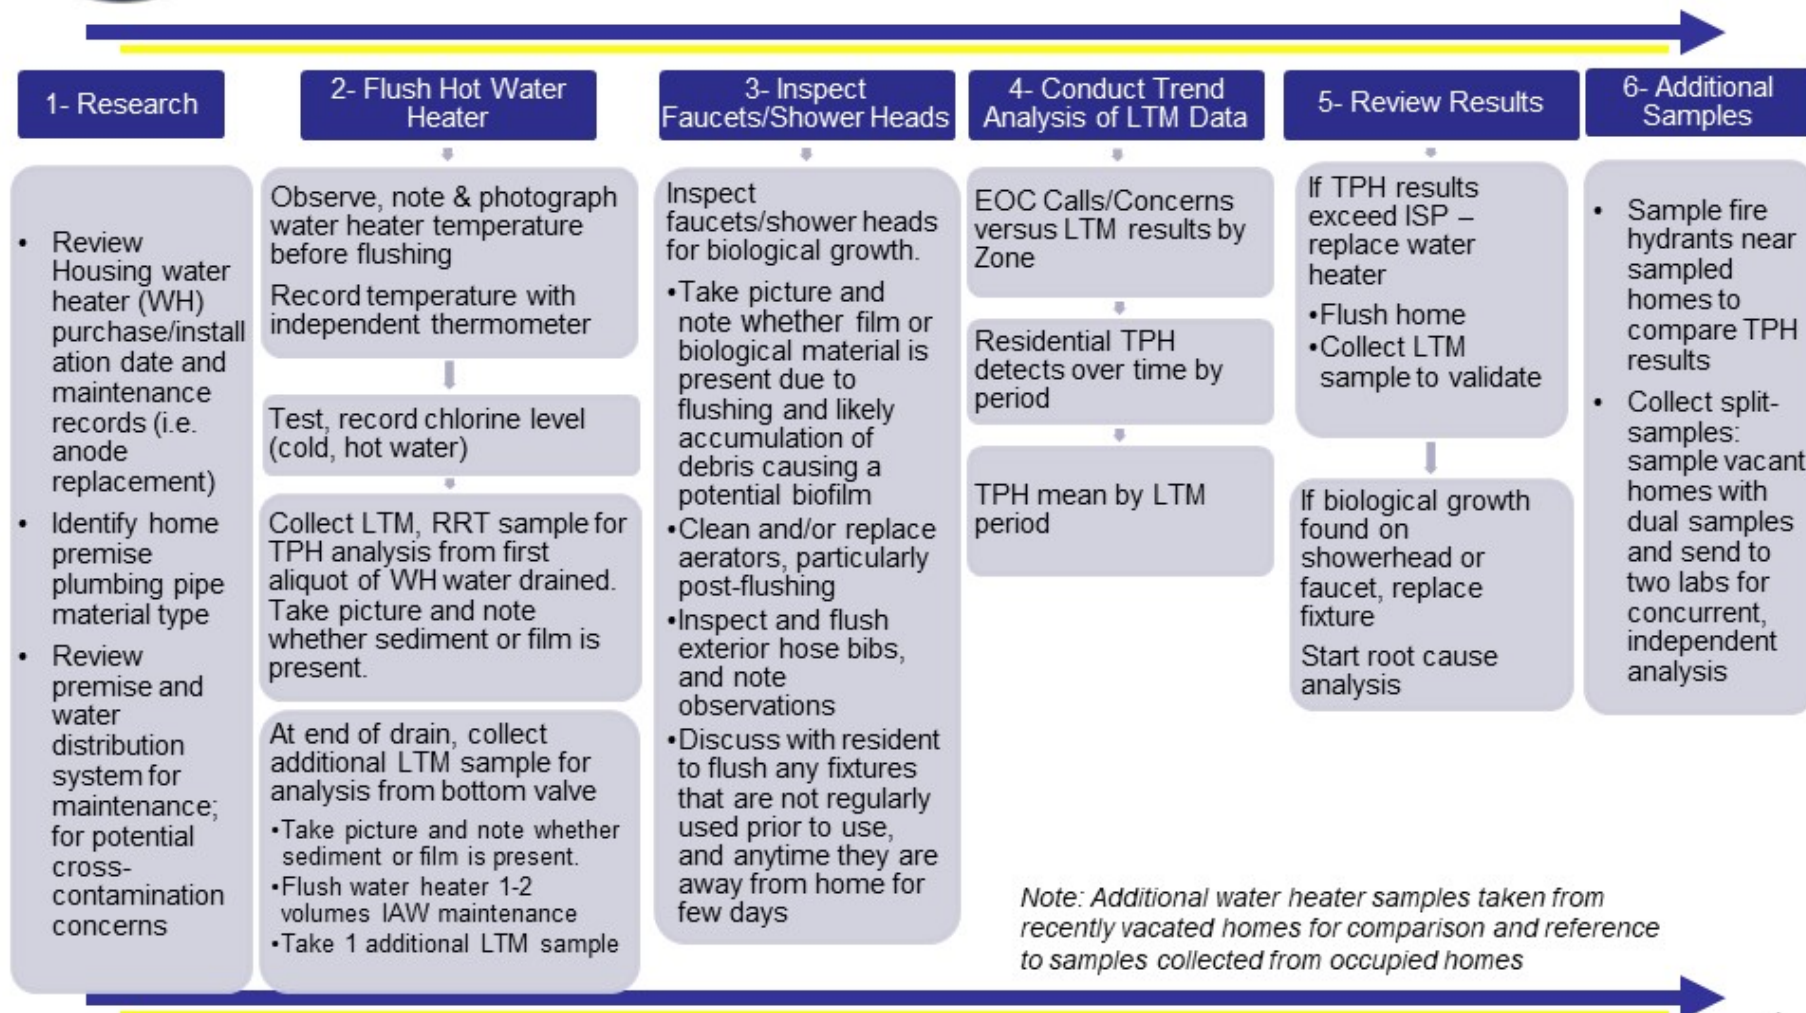 1- Research
Review
Housing water
heater (WH)
purchase/install
ation date and
maintenance
records (i.e.
anode
replacement)
Identify home
premise
plumbing pipe
material type
Review
premise and
water
distribution
system for
maintenance;
for potential
cross-
contamination
concerns
2- Flush Hot Water
Heater
Observe, note & photograph
water heater temperature
before flushing
Record temperature with
independent thermometer
Test, record chlorine level
(cold, hot water)
Collect LTM, RRT sample for
TPH analysis from first
aliquot of WH water drained.
Take picture and note
whether sediment or film is
present.
At end of drain, collect
additional LTM sample for
analysis from bottom valve
•Take picture and note whether
sediment or film is present.
•Flush water heater 1-2
volumes IAW maintenance
•Take 1 additional LTM sample
3- Inspect
Faucets/Shower Heads
Inspect
faucets/shower heads
for biological growth.
•Take picture and
note whether film or
biological material is
present due to
flushing and likely
accumulation of
debris causing a
potential biofilm
•Clean and/or replace
aerators, particularly
post-flushing
•Inspect and flush
exterior hose bibs,
and note
observations
•Discuss with resident
to flush any fixtures
that are not regularly
used prior to use,
and anytime they are
away from home for
few days
4- Conduct Trend
Analysis of LTM Data
EOC Calls/Concerns
versus LTM results by
Zone
Residential TPH
detects over time by
period
TPH mean by LTM
period
5- Review Results
If TPH results
exceed ISP –
replace water
heater
•Flush home
•Collect LTM
sample to validate
If biological growth
found on
showerhead or
faucet, replace
fixture
Start root cause
analysis
6- Additional
Samples
• Sample fire
hydrants near
sampled
homes to
compare TPH
results
• Collect split-
samples:
sample vacant
homes with
dual samples
and send to
two labs for
concurrent,
independent
analysis
Note: Additional water heater samples taken from
recently vacated homes for comparison and reference
to samples collected from occupied homes